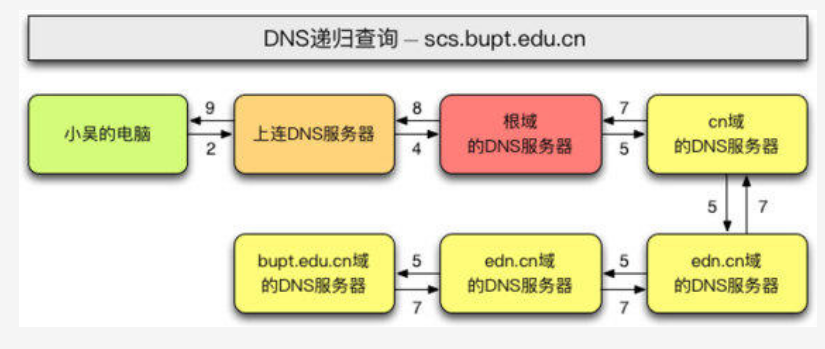 DNS递归查询 – scs.bupt.edu.cn
小吴的电脑
9
2
上连DNS服务器
8
4
根域
的DNS服务器
7
5
cn域
的DNS服务器
5
7
bupt.edu.cn域
的DNS服务器
5
7
edn.cn域
的DNS服务器
5
7
edn.cn域
的DNS服务器